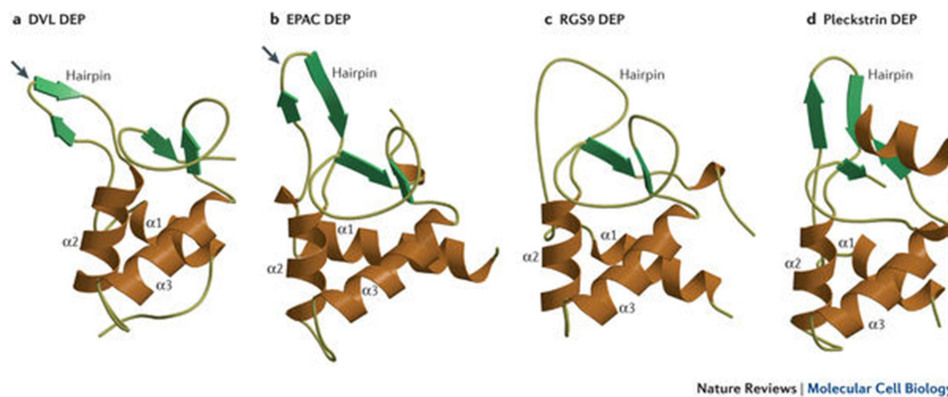 a DVL DEP
b EPAC DEP
c RGS9 DEP
d Pleckstrin DEP
Hairpin
Hairpin
Hairpin
Hairpin
α1
α2
α3
α1
α2
α3
α1
α2
α3
α1
α2
α3
Nature Reviews | Molecular Cell Biology